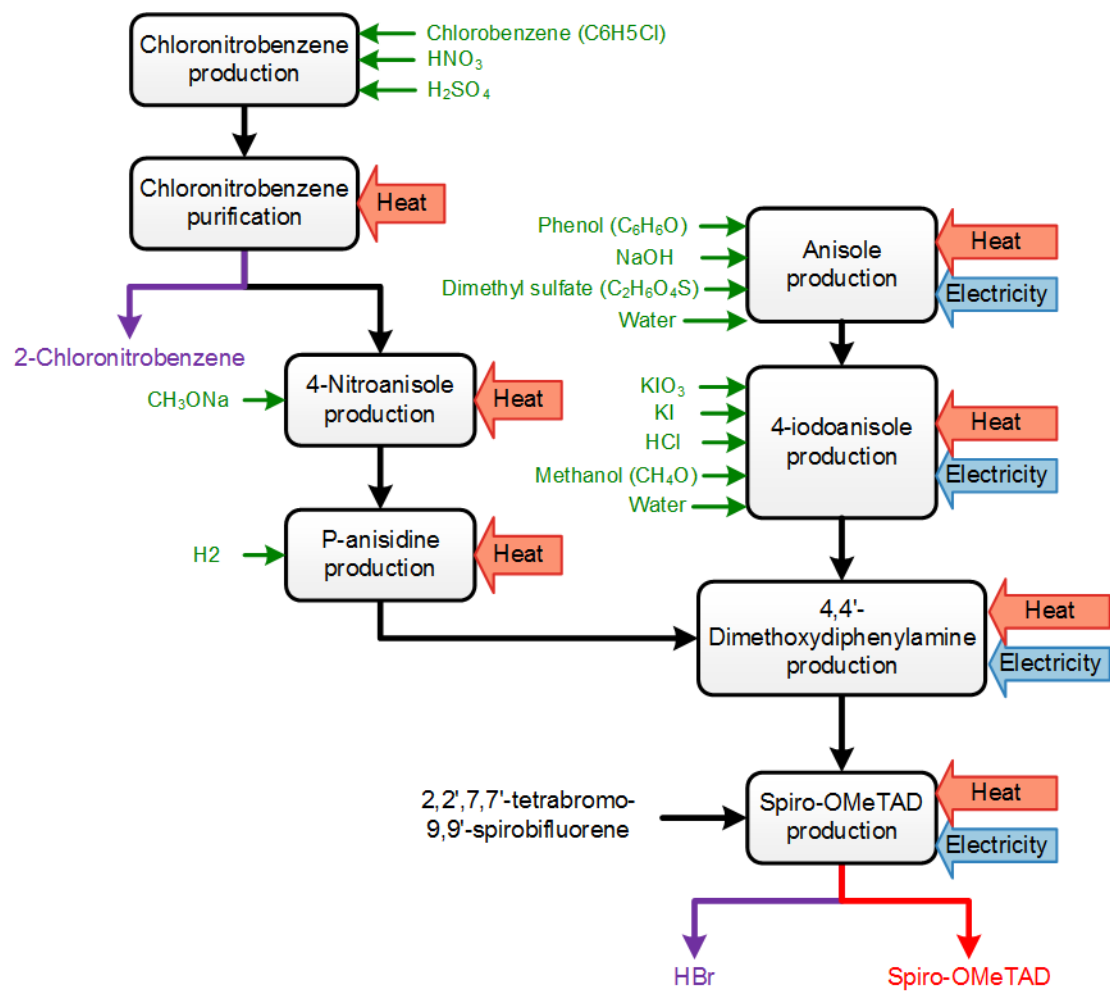 Chloronitrobenzene
production
Chlorobenzene (C6H5Cl)
HNO₃
H₂SO₄
Chloronitrobenzene
purification
Heat
2-Chloronitrobenzene
CH₃ONa
4-Nitroanisole
production
Heat
H2
P-anisidine
production
Heat
Phenol (C₆H₆O)
NaOH
Dimethyl sulfate (C₂H₆O₄S)
Water
Anisole
production
Heat
Electricity
KIO₃
KI
HCl
Methanol (CH₄O)
Water
4-iodoanisole
production
Heat
Electricity
4,4'-
Dimethoxydiphenylamine
production
Heat
Electricity
2,2',7,7'-tetrabromo-
9,9'-spirobifluorene
Spiro-OMeTAD
production
Heat
Electricity
HBr
Spiro-OMeTAD